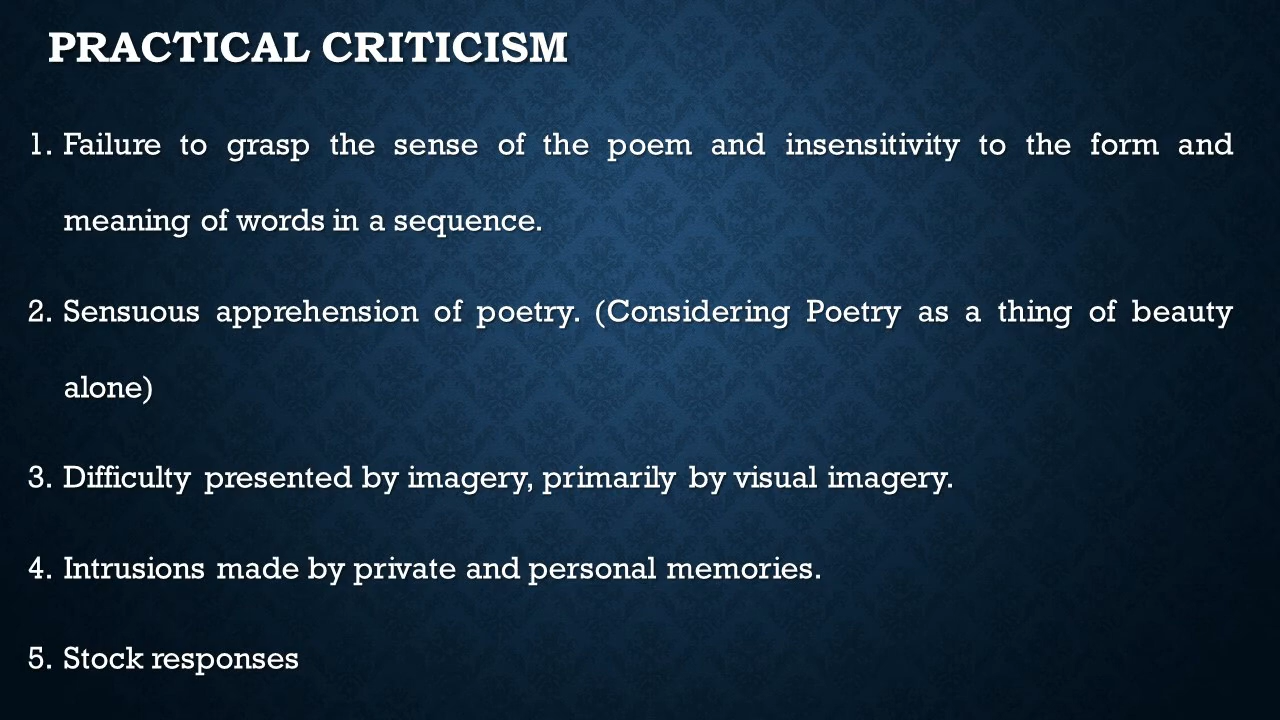 PRACTICAL CRITICISM
1. Failure to grasp the sense of the poem and insensitivity to the form and
meaning of words in a sequence.
2. Sensuous apprehension of poetry. (Considering Poetry as a thing of beauty
alone)
3. Difficulty presented by imagery, primarily by visual imagery.
4. Intrusions made by private and personal memories.
5. Stock responses